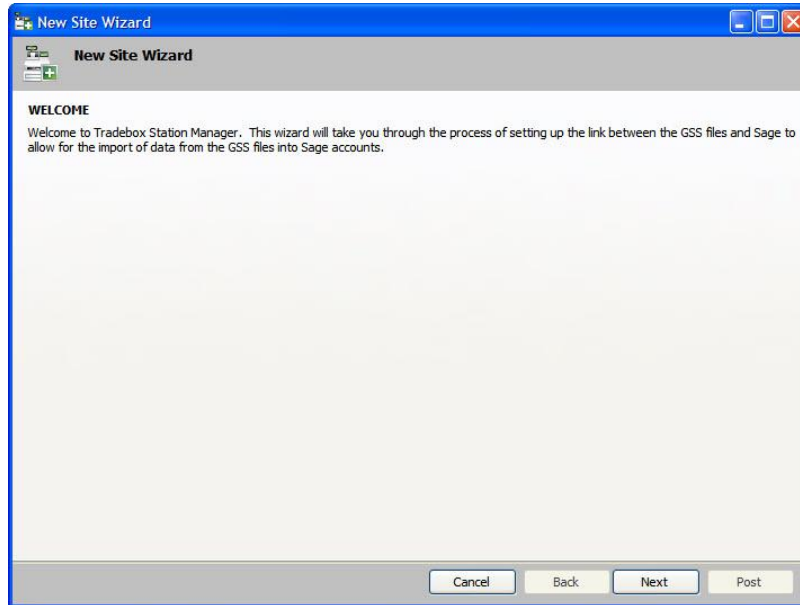 New Site Wizard
New Site Wizard
WELCOME
Welcome to Tradebox Station Manager. This wizard will take you through the process of setting up the link between the GSS files and Sage to
allow for the import of data from the GSS files into Sage accounts.
Cancel Back Next Post